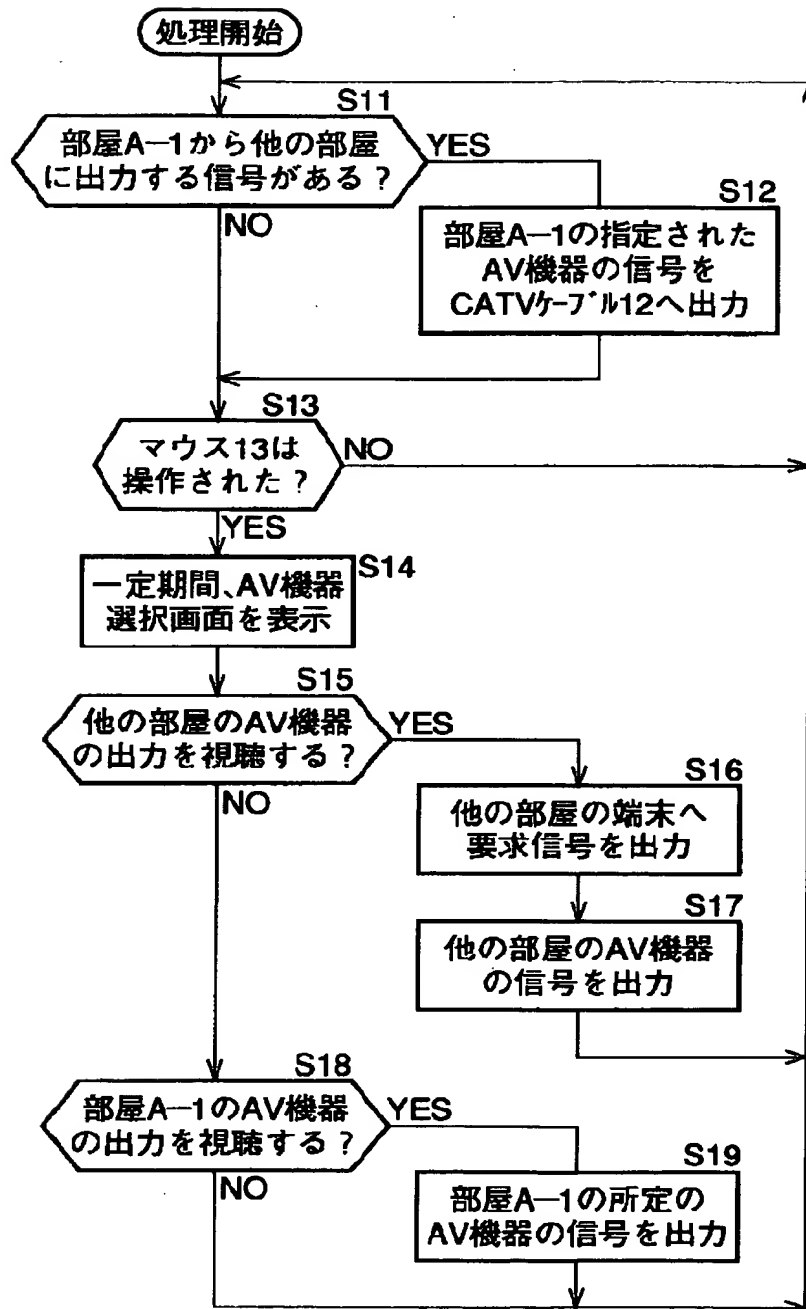 処理開始
S11
部屋A-1から他の部屋
に出力する信号がある?
YES
NO
S12
部屋A-1の指定された
AV機器の信号を
CATVケーブル12へ出力
S13
マウス13は
操作された?
NO
YES
S14
一定期間、AV機器
選択画面を表示
S15
他の部屋のAV機器
の出力を視聴する?
YES
NO
S16
他の部屋の端末へ
要求信号を出力
S17
他の部屋のAV機器
の信号を出力
S18
部屋A-1のAV機器
の出力を視聴する?
YES
NO
S19
部屋A-1の所定の
AV機器の信号を出力